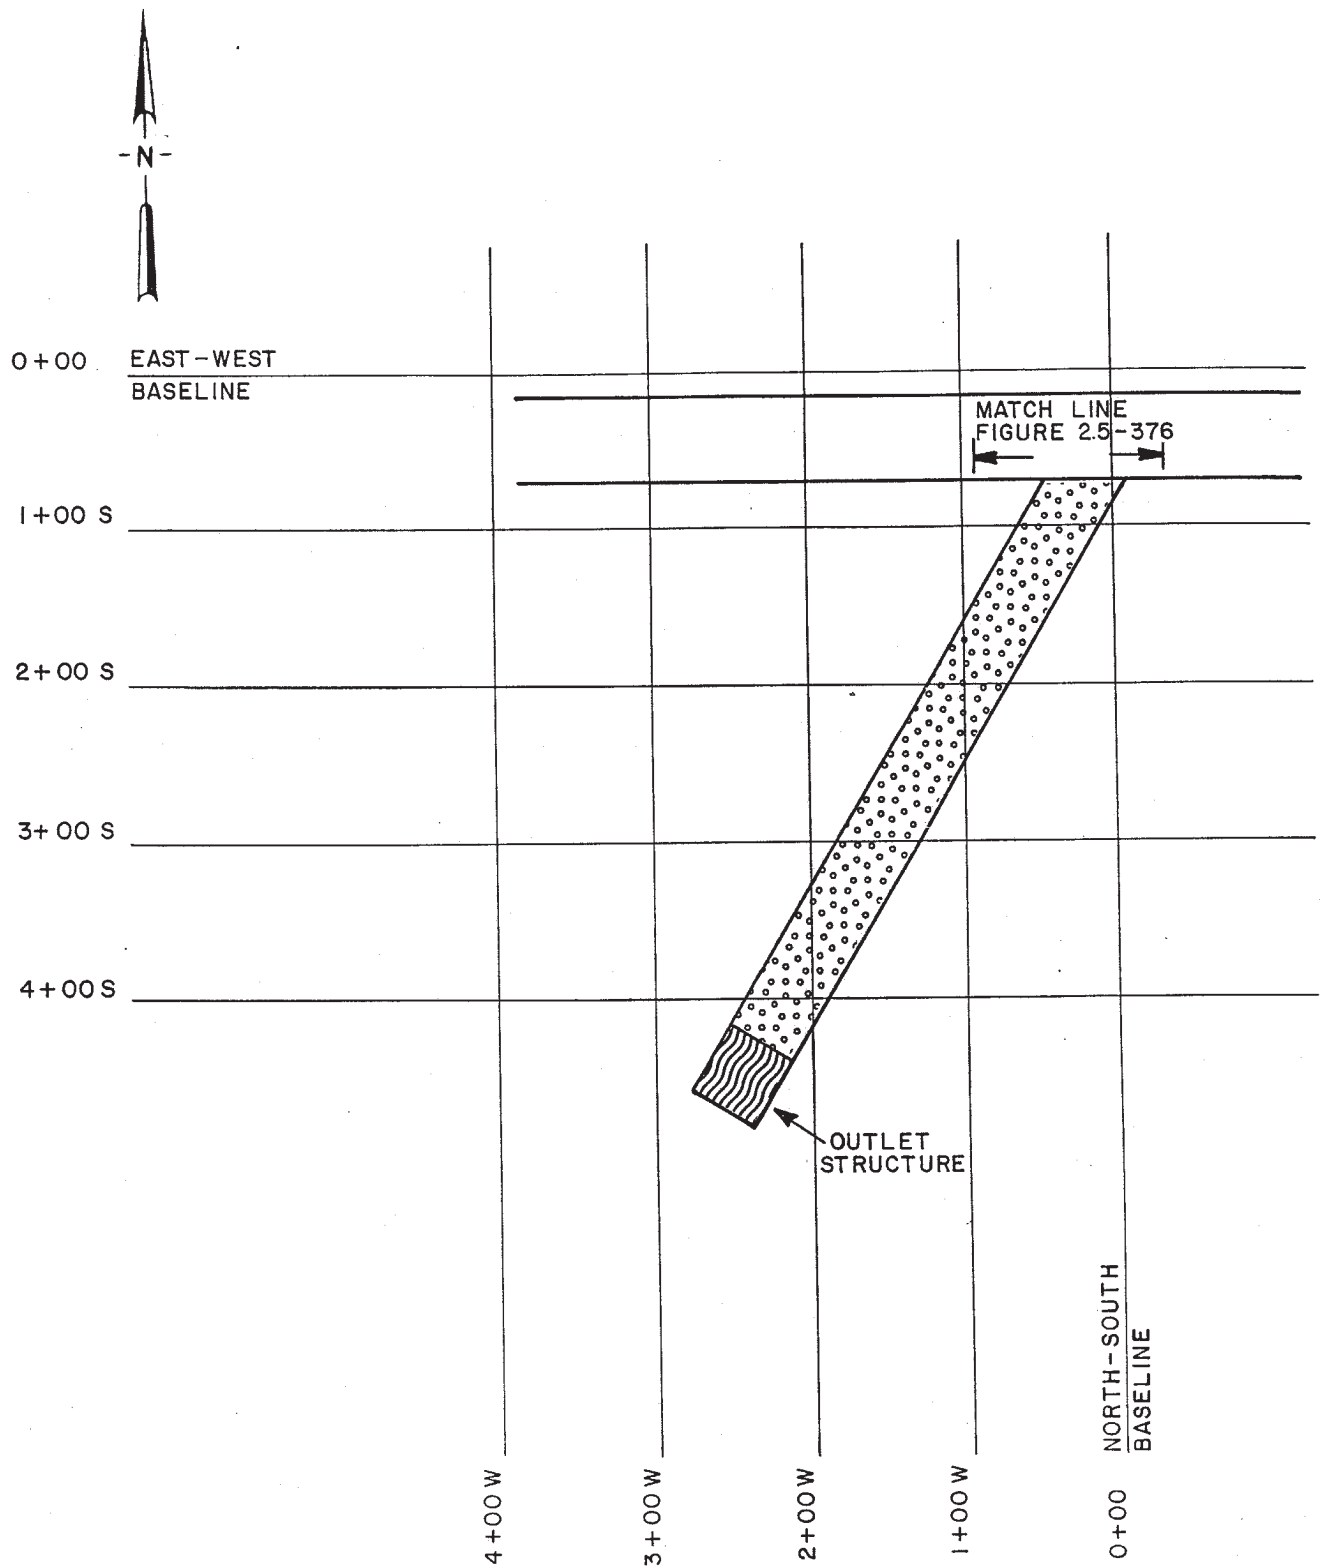 -N-
0+00
EAST-WEST
BASELINE
MATCH LINE
FIGURE 2.5-376
1+00 S
2+00 S
3+00 S
4+00 S
OUTLET
STRUCTURE
NORTH-SOUTH
BASELINE
4+00 W
3+00 W
2+00 W
1+00 W
0+00